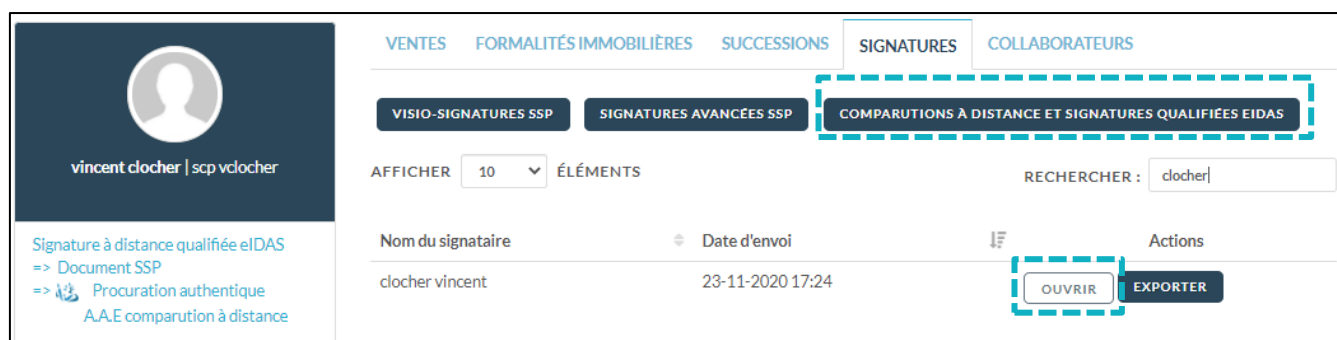 VENTES FORMALITÉS IMMOBILIÈRES SUCCESSIONS SIGNATURES COLLABORATEURS
VISIO-SIGNATURES SSP SIGNATURES AVANCÉES SSP COMPARUTIONS À DISTANCE ET SIGNATURES QUALIFIÉES EIDAS
vincent clocher | scp vclocher
AFFICHER 10 ÉLÉMENTS RECHERCHER : clocher
Signature à distance qualifiée eIDAS
=> Document SSP
=> Procuration authentique
A.A.E comparution à distance
Nom du signataire Date d'envoi Actions
clocher vincent 23-11-2020 17:24 OUVRIR EXPORTER